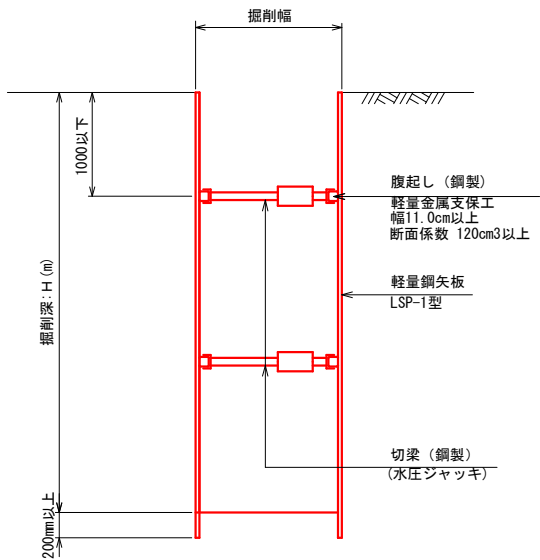 掘削幅
1000以下
腹起し（鋼製）
軽量金属支保工
幅11.0cm以上
断面係数 120cm3以上
掘削深:H(m)
軽量鋼矢板
LSP-1型
切梁（鋼製）
(水圧ジャッキ)
200mm以上